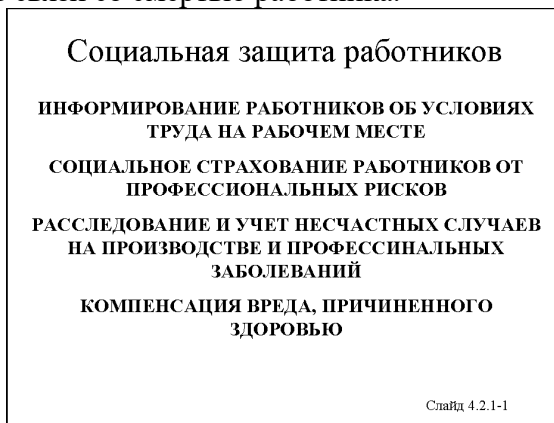 Социальная защита работников
ИНФОРМИРОВАНИЕ РАБОТНИКОВ ОБ УСЛОВИЯХ
ТРУДА НА РАБОЧЕМ МЕСТЕ
СОЦИАЛЬНОЕ СТРАХОВАНИЕ РАБОТНИКОВ ОТ
ПРОФЕССИОНАЛЬНЫХ РИСКОВ
РАССЛЕДОВАНИЕ И УЧЕТ НЕСЧАСТНЫХ СЛУЧАЕВ
НА ПРОИЗВОДСТВЕ И ПРОФЕССИНАЛЬНЫХ
ЗАБОЛЕВАНИЙ
КОМПЕНСАЦИЯ ВРЕДА, ПРИЧИНЕННОГО
ЗДОРОВЬЮ
Слайд 4.2.1-1